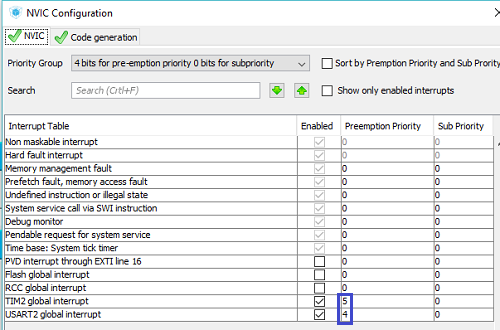 NVIC Configuration
NVIC Code generation
Priority Group 4 bits for pre-emption priority 0 bits for subpriority Sort by Premption Priority and Sub Priority
Search Search (Crtl+F) Show only enabled interrupts
Interrupt Table Enabled Preemption Priority Sub Priority
Non maskable interrupt 0 0
Hard fault interrupt 0 0
Memory management fault 0 0
Prefetch fault, memory access fault 0 0
Undefined instruction or illegal state 0 0
System service call via SWI instruction 0 0
Debug monitor 0 0
Pendable request for system service 0 0
Time base: System tick timer 0 0
PVD interrupt through EXTI line 16 0 0
Flash global interrupt 0 0
RCC global interrupt 0 0
TIM2 global interrupt 5 0
USART2 global interrupt 4 0